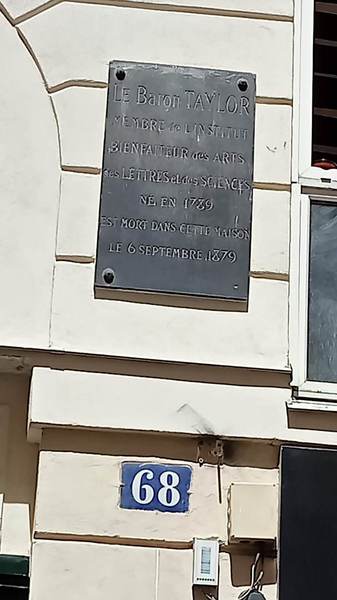 LE Baron TAYLOR
MEMBRE de L'INSTITUT
BIENFAITEUR des ARTS
des LETTRES et des SCIENCES
NÉ EN 1789
EST MORT DANS CETTE MAISON
LE 6 SEPTEMBRE 1879
68